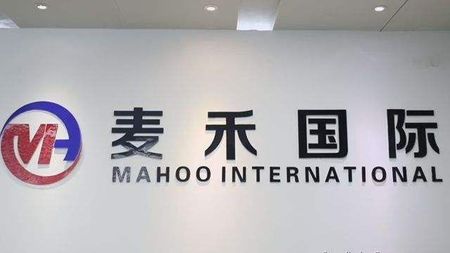 MH 麦禾国际
MAHOO INTERNATIONAL